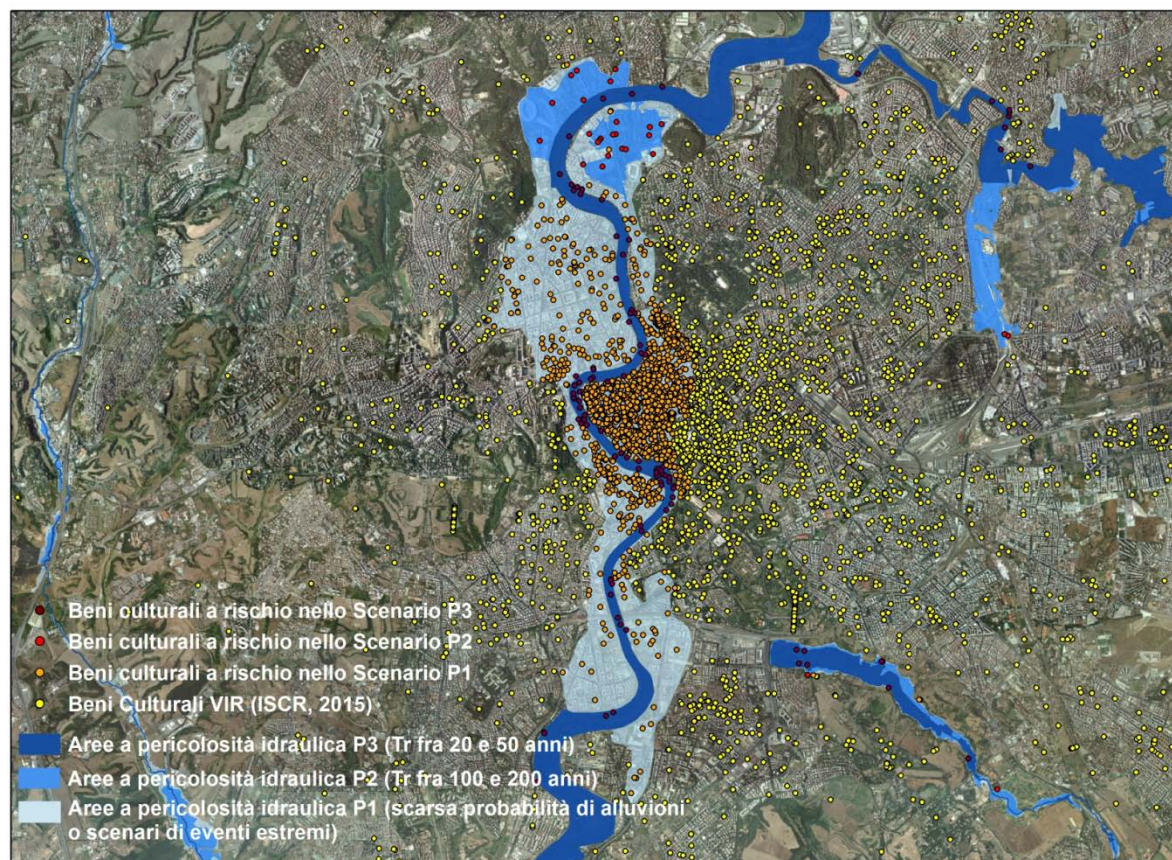 Beni culturali a rischio nello Scenario P3
Beni culturali a rischio nello Scenario P2
Beni culturali a rischio nello Scenario P1
Beni Culturali VIR (ISCR, 2015)
Aree a pericolosità idraulica P3 (Tr fra 20 e 50 anni)
Aree a pericolosità idraulica P2 (Tr fra 100 e 200 anni)
Aree a pericolosità idraulica P1 (scarsa probabilità di alluvioni
o scenari di eventi estremi)